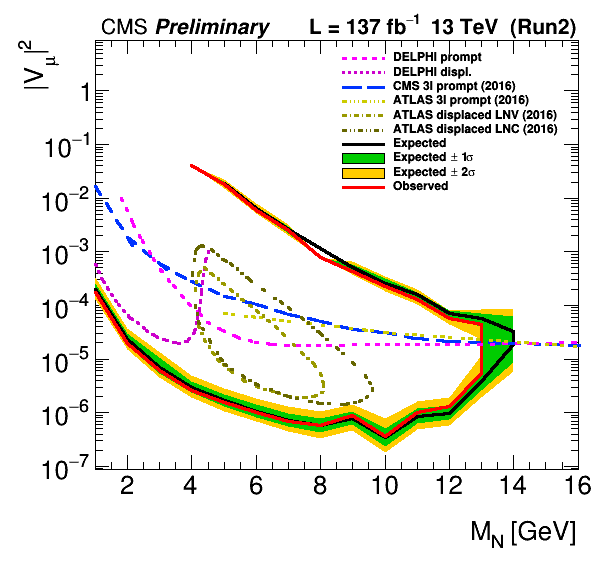 CMS Preliminary L = 137 fb⁻¹ 13 TeV (Run2)
|V_μ|²
DELPHI prompt
DELPHI displ.
CMS 3l prompt (2016)
ATLAS 3l prompt (2016)
ATLAS displaced LNV (2016)
ATLAS displaced LNC (2016)
Expected
Expected ± 1σ
Expected ± 2σ
Observed
1
10⁻¹
10⁻²
10⁻³
10⁻⁴
10⁻⁵
10⁻⁶
10⁻⁷
2 4 6 8 10 12 14 16
M_N [GeV]